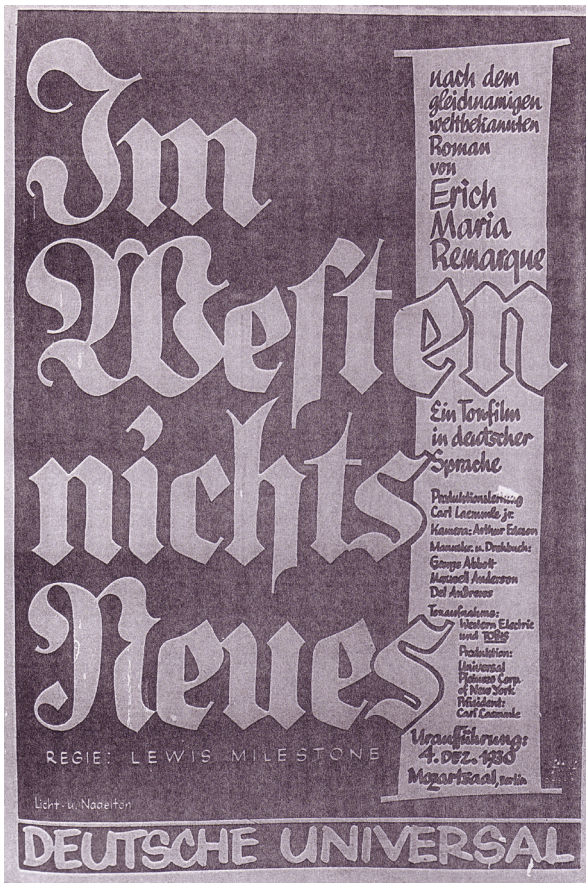 Im
Westen
nichts
Neues
REGIE: LEWIS MILESTONE
Licht- u. Nadelton
nach dem
gleichnamigen
weltbekannten
Roman
von
Erich
Maria
Remarque
Ein Tonfilm
in deutscher
Sprache
Produktionsleitung
Carl Laemmle jr.
Kamera: Arthur Edeson
Manuskr. u. Drehbuch:
George Abbott
Maxwell Anderson
Del Andrews
Tonaufnahme:
Western Electric
und TOBIS
Produktion:
Universal
Pictures Corp.
of New York
Präsident:
Carl Laemmle
Uraufführung:
4. DEZ. 1930
Mozartsaal, Berlin
DEUTSCHE UNIVERSAL